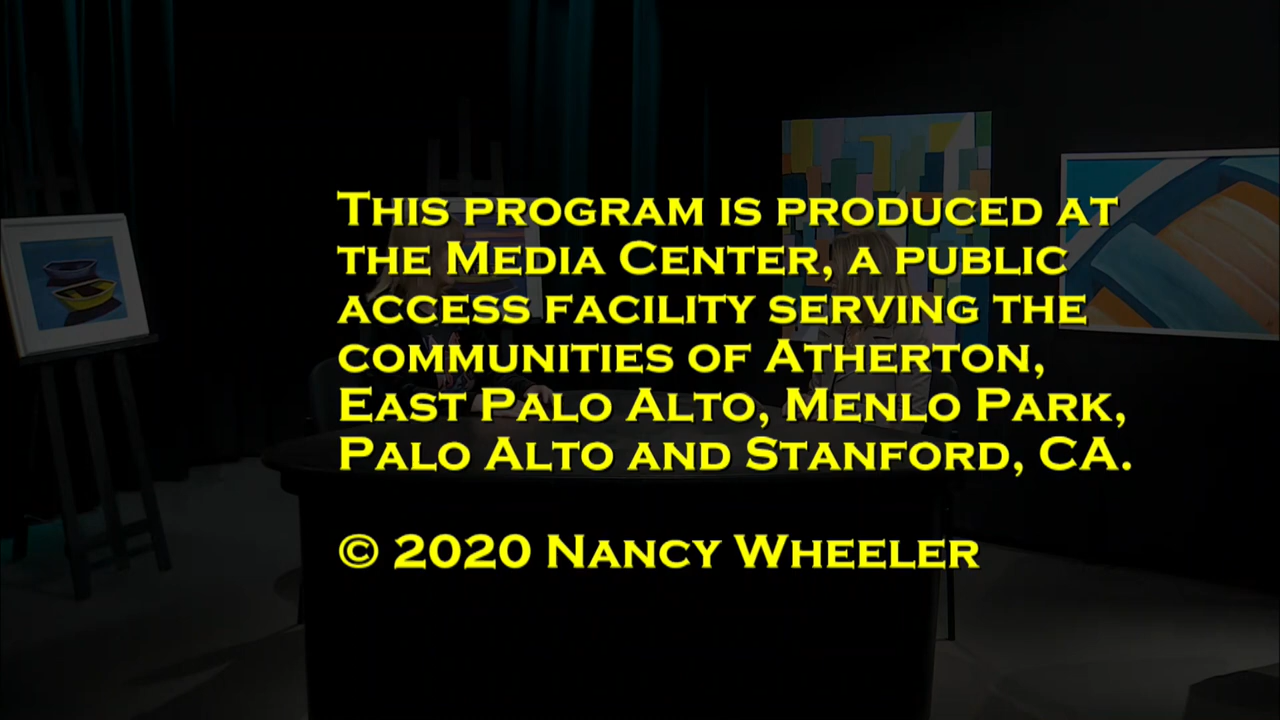 This program is produced at
the Media Center, a public
access facility serving the
communities of Atherton,
East Palo Alto, Menlo Park,
Palo Alto and Stanford, CA.
© 2020 Nancy Wheeler